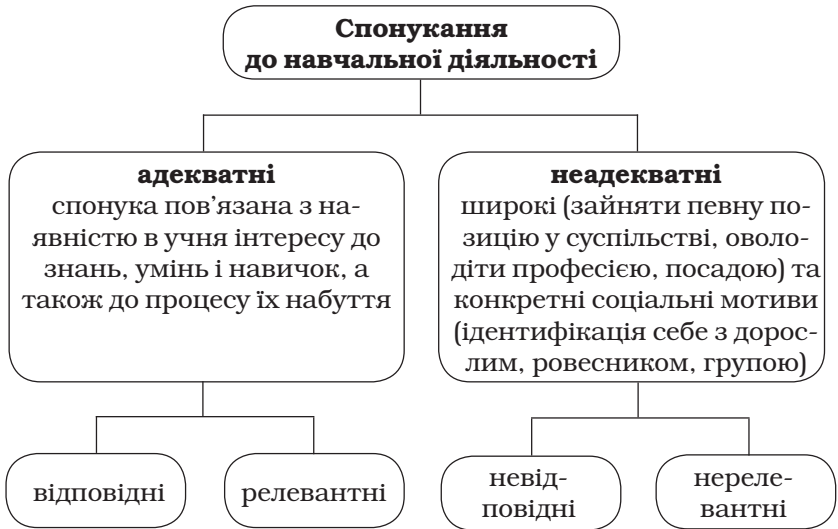 Спонукання
до навчальної діяльності
адекватні
спонука пов’язана з на-
явністю в учня інтересу до
знань, умінь і навичок, а
також до процесу їх набуття
неадекватні
широкі (зайняти певну по-
зицію у суспільстві, оволо-
діти професією, посадою) та
конкретні соціальні мотиви
(ідентифікація себе з дорос-
лим, ровесником, групою)
відповідні
релевантні
невід-
повідні
нереле-
вантні